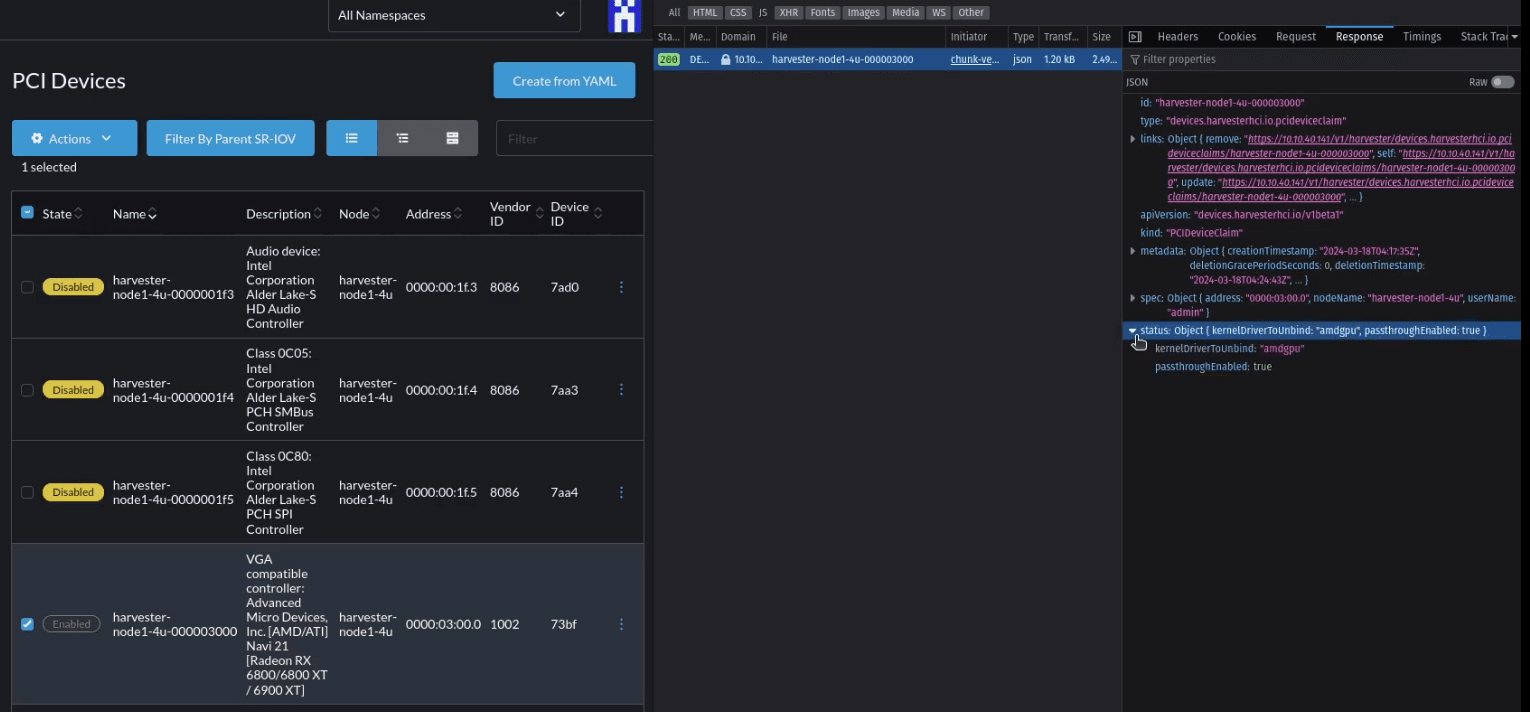 All Namespaces
PCI Devices
Create from YAML
Actions
Filter By Parent SR-IOV
Filter
1 selected
State
Name
Description
Node
Address
Vendor
ID
Device
ID
Disabled
harvester-
node1-4u-0000001f3
Audio device:
Intel
Corporation
Alder Lake-S
HD Audio
Controller
harvester-
node1-4u
0000:00:1f.3
8086
7ad0
Disabled
harvester-
node1-4u-0000001f4
Class 0C05:
Intel
Corporation
Alder Lake-S
PCH SMBus
Controller
harvester-
node1-4u
0000:00:1f.4
8086
7aa3
Disabled
harvester-
node1-4u-0000001f5
Class 0C80:
Intel
Corporation
Alder Lake-S
PCH SPI
Controller
harvester-
node1-4u
0000:00:1f.5
8086
7aa4
Enabled
harvester-
node1-4u-000003000
VGA
compatible
controller:
Advanced
Micro Devices,
Inc. [AMD/ATI]
Navi 21
[Radeon RX
6800/6800 XT
/ 6900 XT]
harvester-
node1-4u
0000:03:00.0
1002
73bf
All HTML CSS JS XHR Fonts Images Media WS Other
Sta... Me... Domain File Initiator Type Transf... Size
200 DE... 10.10... harvester-node1-4u-000003000 chunk-ve... json 1.20 kB 2.49...
Headers Cookies Request Response Timings Stack Trac
Filter properties
JSON
Raw
id: "harvester-node1-4u-000003000"
type: "devices.harvesterhci.io.pcideviceclaim"
links: Object { remove: "https://10.10.40.141/v1/harvester/devices.harvesterhci.io.pci
deviceclaims/harvester-node1-4u-000003000", self: "https://10.10.40.141/v1/ha
rvester/devices.harvesterhci.io.pcideviceclaims/harvester-node1-4u-00000300
0", update: "https://10.10.40.141/v1/harvester/devices.harvesterhci.io.pcidevice
claims/harvester-node1-4u-000003000", ... }
apiVersion: "devices.harvesterhci.io/v1beta1"
kind: "PCIDeviceClaim"
metadata: Object { creationTimestamp: "2024-03-18T04:17:35Z",
deletionGracePeriodSeconds: 0, deletionTimestamp:
"2024-03-18T04:24:43Z", ... }
spec: Object { address: "0000:03:00.0", nodeName: "harvester-node1-4u", userName:
"admin" }
status: Object { kernelDriverToUnbind: "amdgpu", passthroughEnabled: true }
kernelDriverToUnbind: "amdgpu"
passthroughEnabled: true